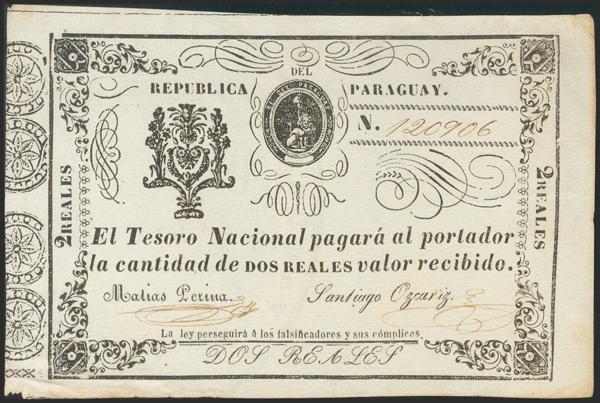 DEL
REPUBLICA PARAGUAY.
N. 120906
2 REALES
2 REALES
El Tesoro Nacional pagará al portador
la cantidad de DOS REALES valor recibido.
Matias Perina. Santiago Ozcariz.
La ley perseguirá á los falsificadores y sus cómplices.
DOS REALES